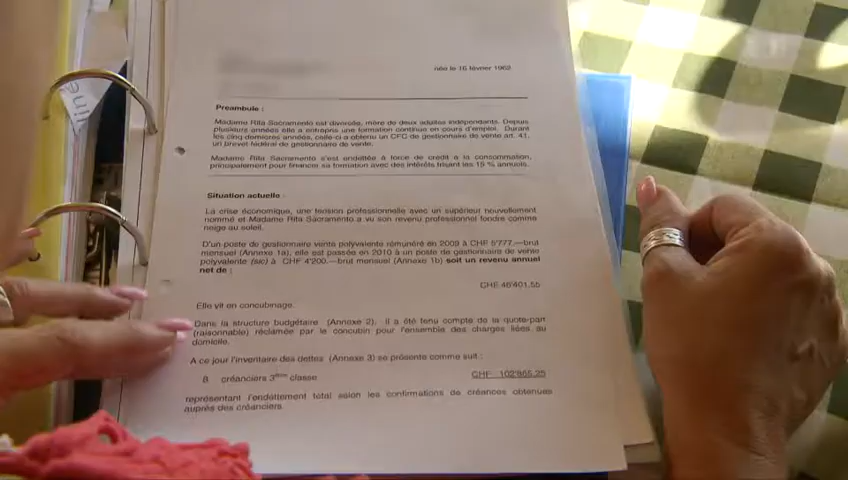 née le 16 février 1962
Préambule :
Madame Rita Sacramento est divorcée, mère de deux adultes indépendants. Depuis
plusieurs années elle a entrepris une formation continue en cours d'emploi. Durant
les cinq dernières années, celle-ci a obtenu un CFC de gestionnaire de vente art. 41,
un brevet fédéral de gestionnaire de vente.
Madame Rita Sacramento s'est endettée à force de crédit à la consommation,
principalement pour financer sa formation avec des intérêts frisant les 15 % annuels.
Situation actuelle :
La crise économique, une tension professionnelle avec un supérieur nouvellement
nommé et Madame Rita Sacramento a vu son revenu professionnel fondre comme
neige au soleil.
D'un poste de gestionnaire vente polyvalente rémunéré en 2009 à CHF 5'777.—brut
mensuel (Annexe 1a), elle est passée en 2010 à un poste de gestionnaire de vente
polyvalente (sic) à CHF 4'200.—brut mensuel (Annexe 1b) soit un revenu annuel
net de :
CHF 46'401.55
Elle vit en concubinage.
Dans la structure budgétaire (Annexe 2), il a été tenu compte de la quote-part
(raisonnable) réclamée par le concubin pour l'ensemble des charges liées au
domicile.
A ce jour l'inventaire des dettes (Annexe 3) se présente comme suit :
8 créanciers 3ème classe
CHF 102'865.25
représentant l'endettement total selon les confirmations de créances obtenues
auprès des créanciers.